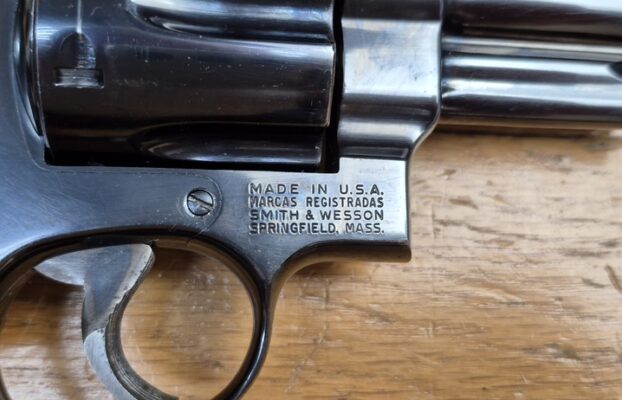 MADE IN U.S.A.
MARCAS REGISTRADAS
SMITH & WESSON
SPRINGFIELD, MASS.